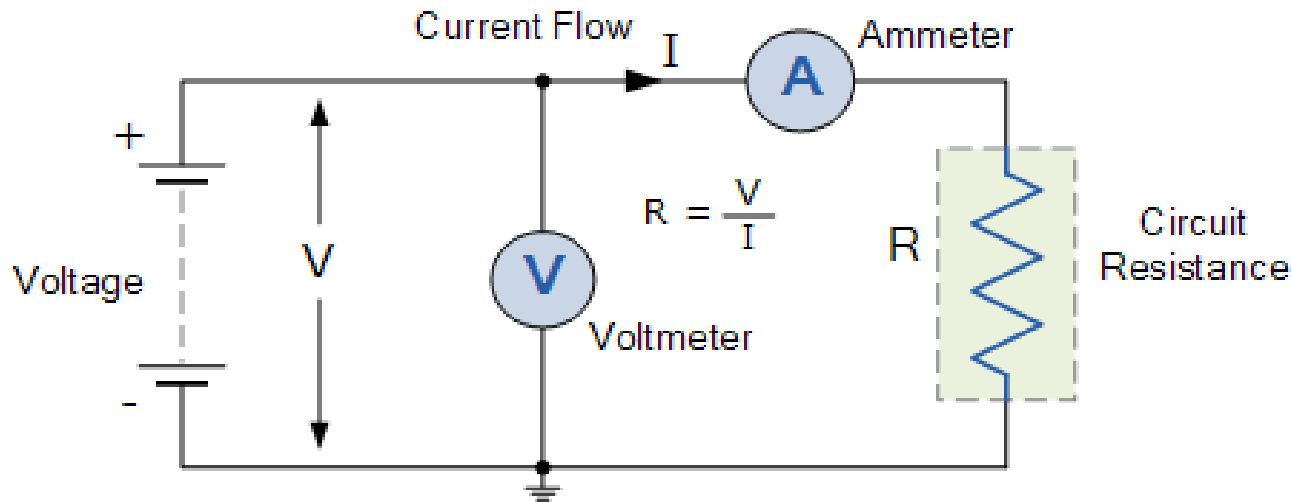 Current Flow
I
Ammeter
A
+
V
Voltage
-
V
Voltmeter
R = V
I
R
Circuit
Resistance